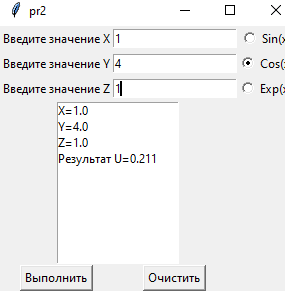 pr2
Введите значение X 1 Sin(x
Введите значение Y 4 Cos(x
Введите значение Z 1 Exp(x
X=1.0
Y=4.0
Z=1.0
Результат U=0.211
Выполнить Очистить